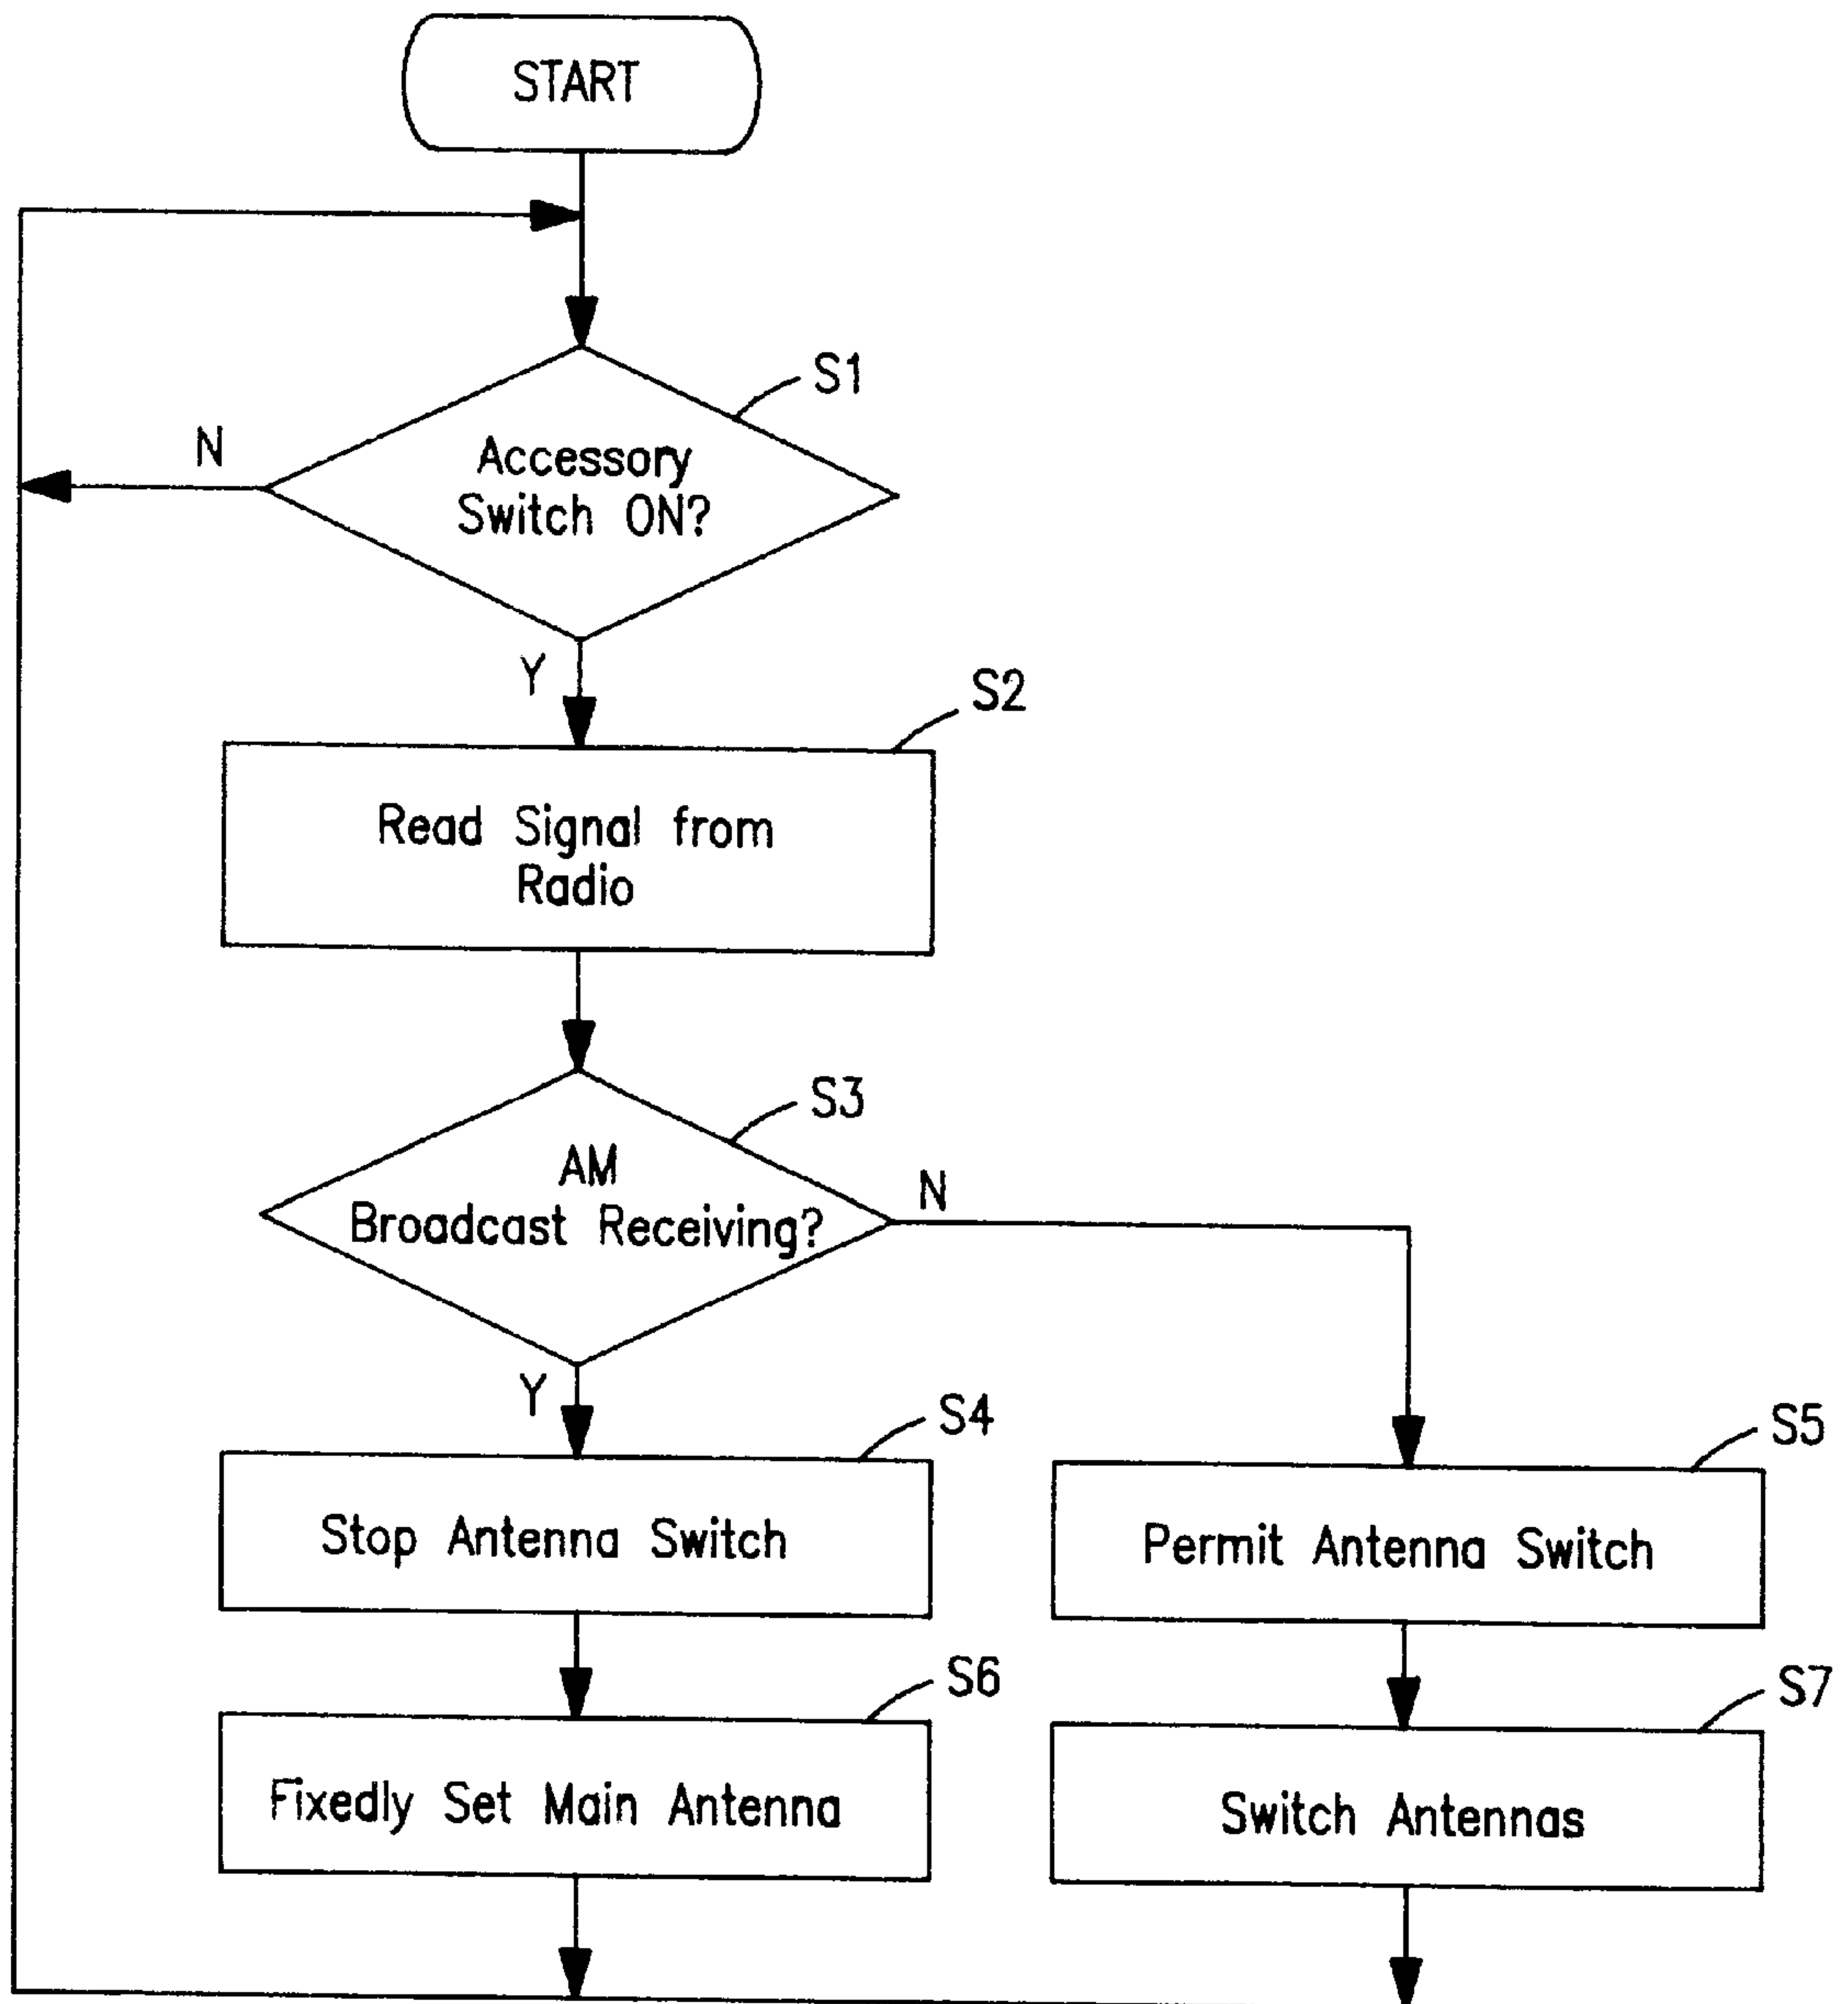 START
S1
N
Accessory
Switch ON?
Y
S2
Read Signal from
Radio
S3
AM
Broadcast Receiving?
N
Y
S4
S5
Stop Antenna Switch
Permit Antenna Switch
S6
S7
Fixedly Set Main Antenna
Switch Antennas